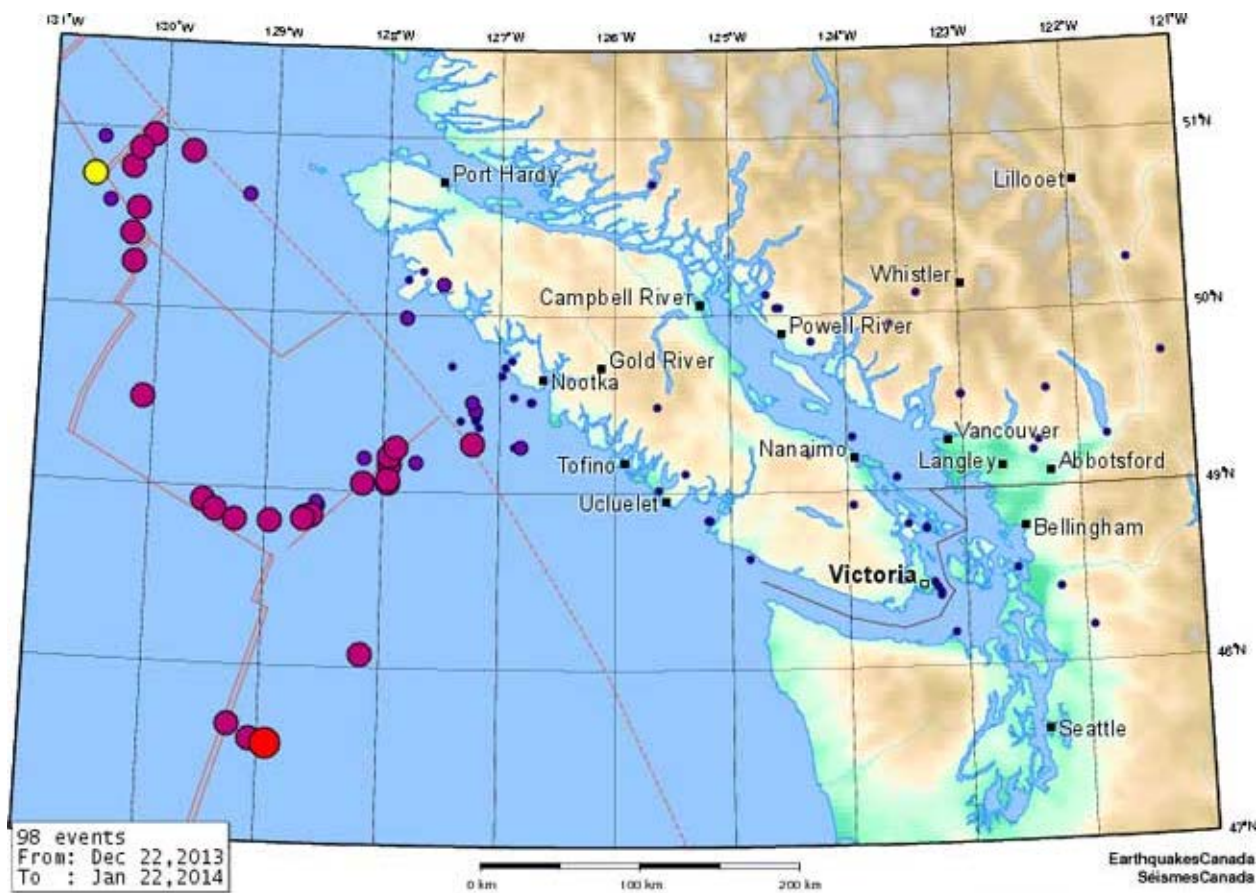 131°W 130°W 129°W 128°W 127°W 126°W 125°W 124°W 123°W 122°W 121°W
51°N
Port Hardy
Lillooet
Whistler
50°N
Campbell River
Powell River
Gold River
Nootka
Vancouver
Nanaimo
Langley
Abbotsford
Tofino
49°N
Ucluelet
Bellingham
Victoria
48°N
Seattle
47°N
98 events
From: Dec 22,2013
To : Jan 22,2014
0 km 100 km 200 km
EarthquakesCanada
SéismesCanada